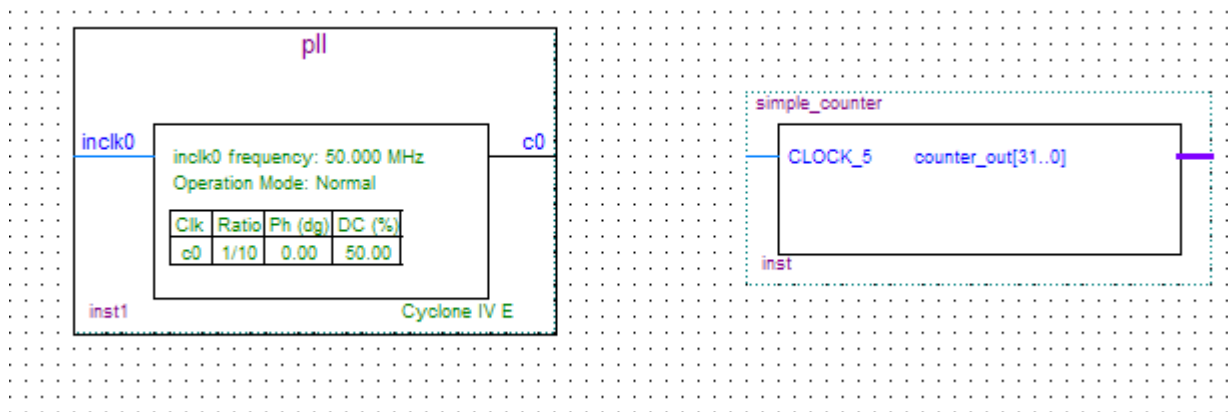 pll
inclk0
c0
inclk0 frequency: 50.000 MHz
Operation Mode: Normal
Clk Ratio Ph (dg) DC (%)
c0 1/10 0.00 50.00
inst1
Cyclone IV E
simple_counter
CLOCK_5 counter_out[31..0]
inst